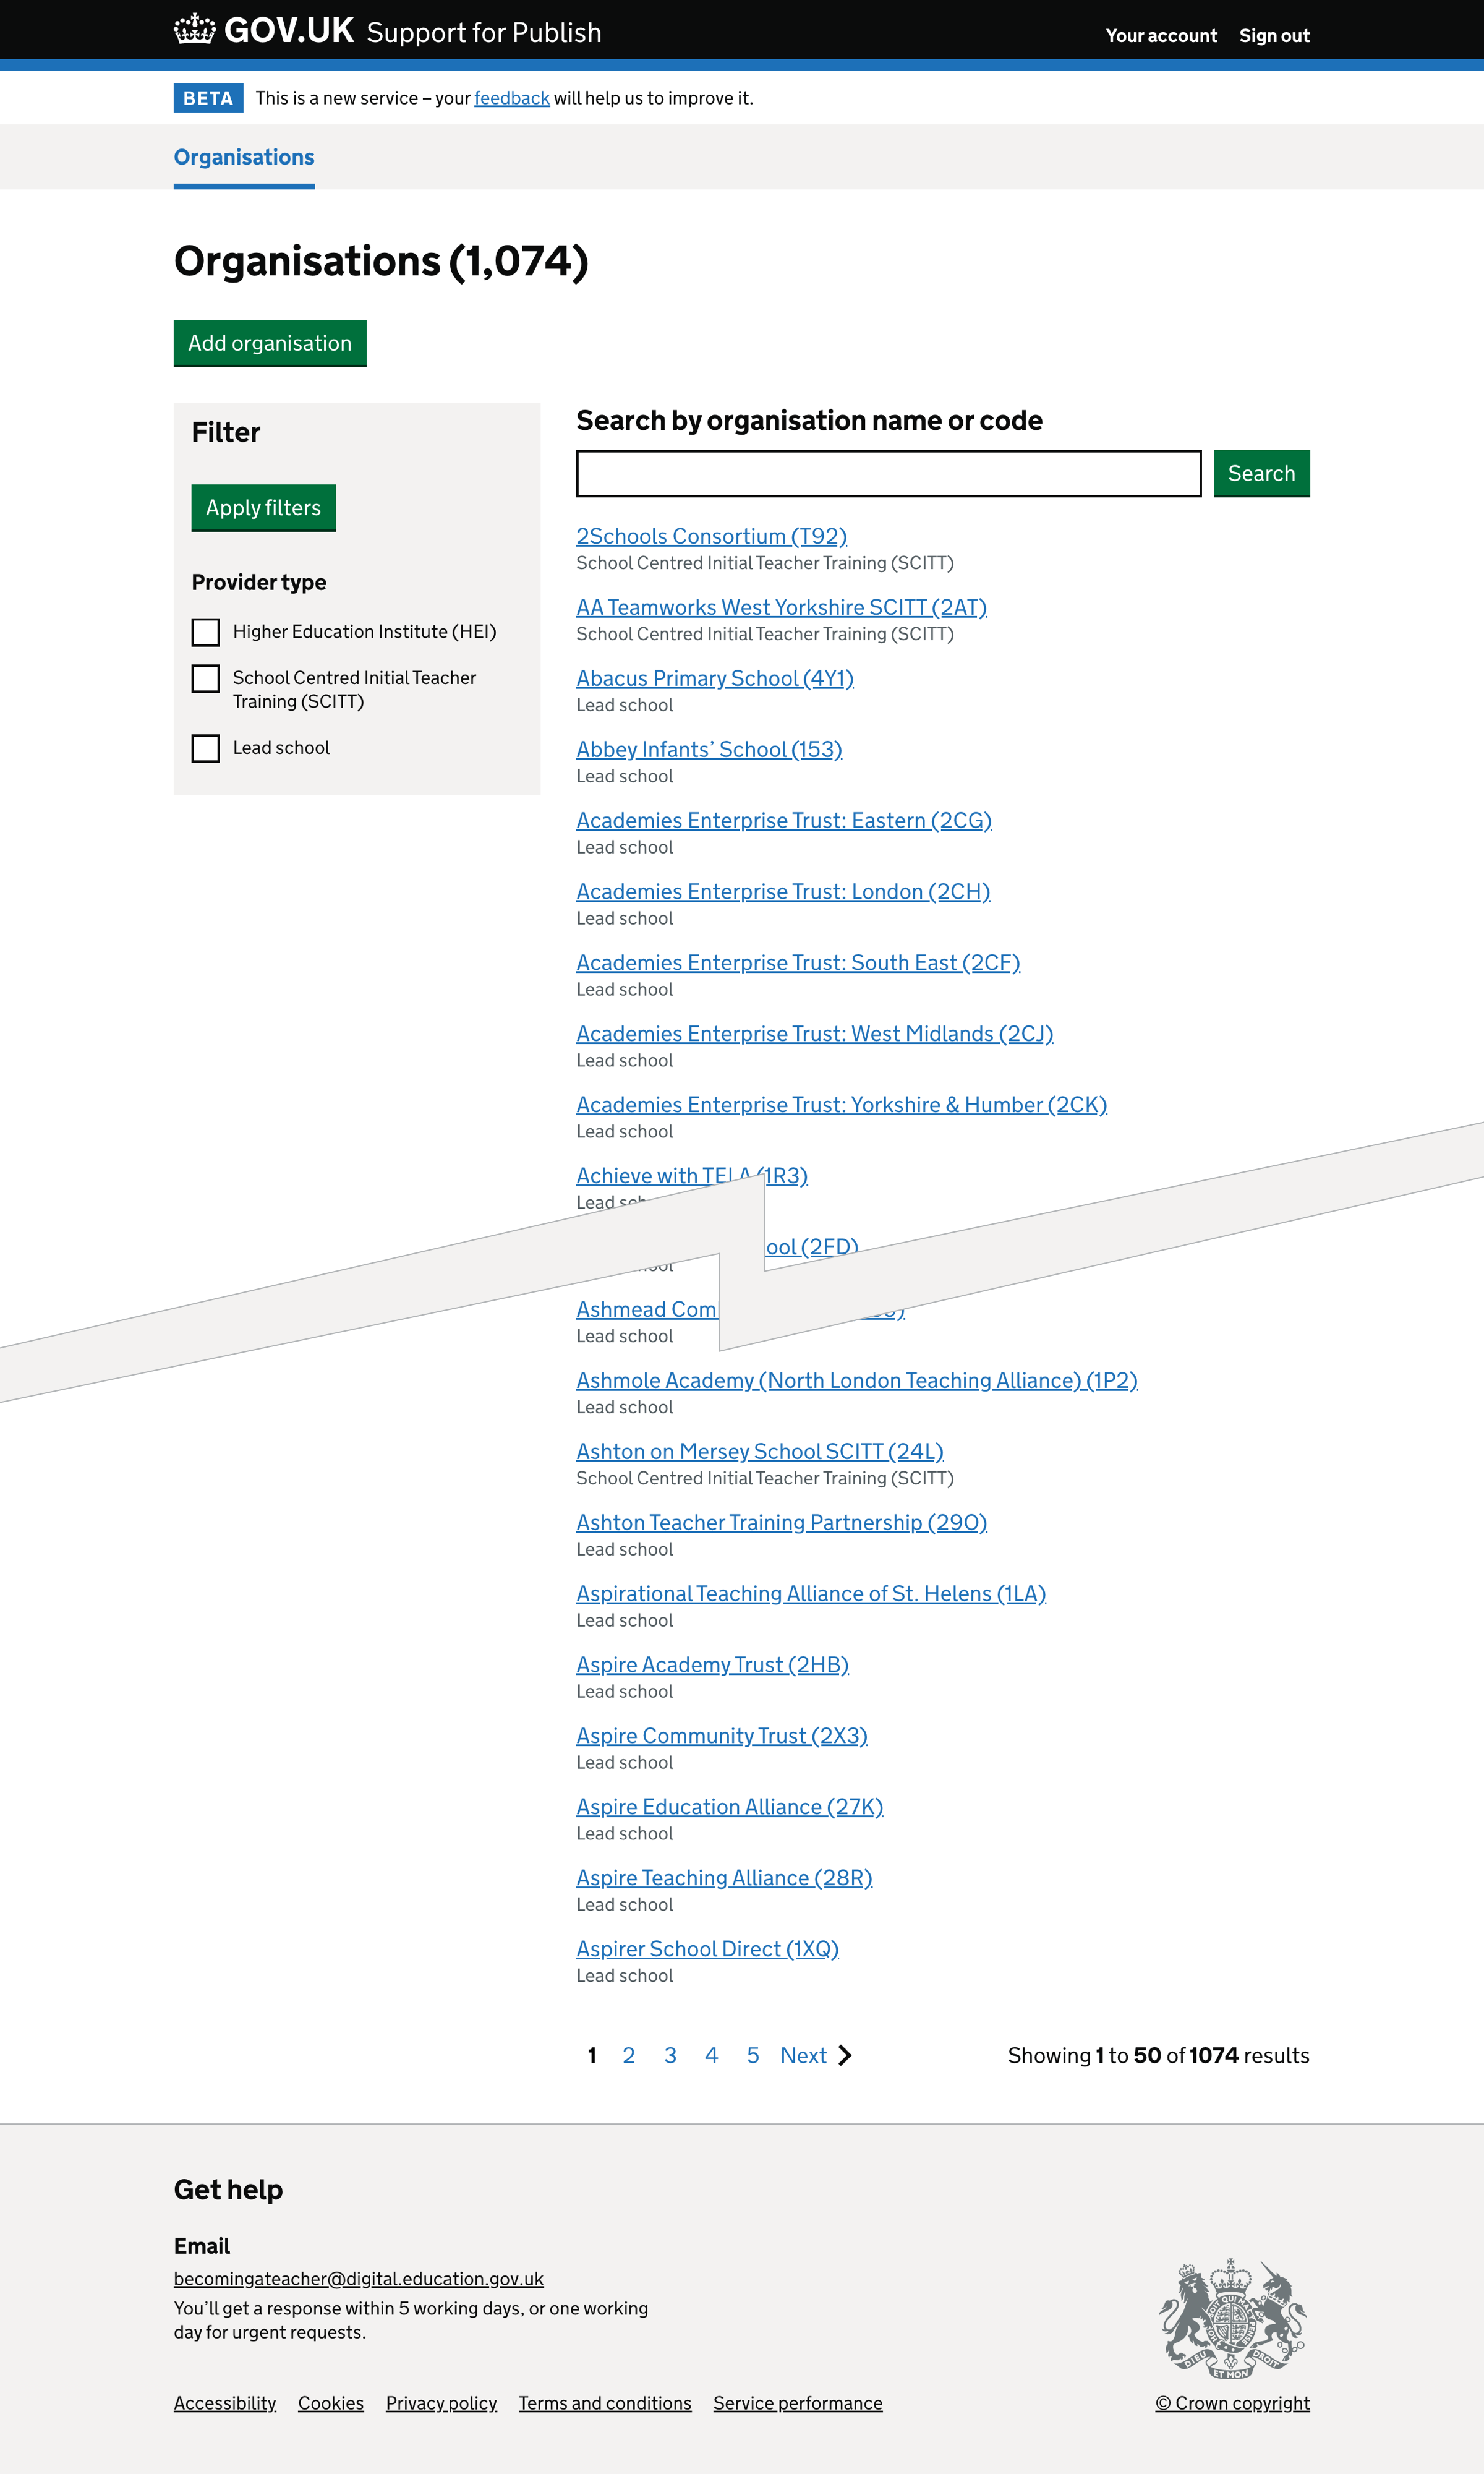 GOV.UK Support for Publish
Your account
Sign out
BETA
This is a new service – your feedback will help us to improve it.
Organisations
Organisations (1,074)
Add organisation
Filter
Apply filters
Provider type
Higher Education Institute (HEI)
School Centred Initial Teacher
Training (SCITT)
Lead school
Search by organisation name or code
Search
2Schools Consortium (T92)
School Centred Initial Teacher Training (SCITT)
AA Teamworks West Yorkshire SCITT (2AT)
School Centred Initial Teacher Training (SCITT)
Abacus Primary School (4Y1)
Lead school
Abbey Infants’ School (153)
Lead school
Academies Enterprise Trust: Eastern (2CG)
Lead school
Academies Enterprise Trust: London (2CH)
Lead school
Academies Enterprise Trust: South East (2CF)
Lead school
Academies Enterprise Trust: West Midlands (2CJ)
Lead school
Academies Enterprise Trust: Yorkshire & Humber (2CK)
Lead school
Achieve with TELA (1R3)
Lead
(2FD)
Ashmead
Lead school
Ashmole Academy (North London Teaching Alliance) (1P2)
Lead school
Ashton on Mersey School SCITT (24L)
School Centred Initial Teacher Training (SCITT)
Ashton Teacher Training Partnership (29O)
Lead school
Aspirational Teaching Alliance of St. Helens (1LA)
Lead school
Aspire Academy Trust (2HB)
Lead school
Aspire Community Trust (2X3)
Lead school
Aspire Education Alliance (27K)
Lead school
Aspire Teaching Alliance (28R)
Lead school
Aspirer School Direct (1XQ)
Lead school
1 2 3 4 5 Next
Showing 1 to 50 of 1074 results
Get help
Email
becomingateacher@digital.education.gov.uk
You’ll get a response within 5 working days, or one working
day for urgent requests.
Accessibility Cookies Privacy policy Terms and conditions Service performance
DIEU ET MON DROIT
© Crown copyright